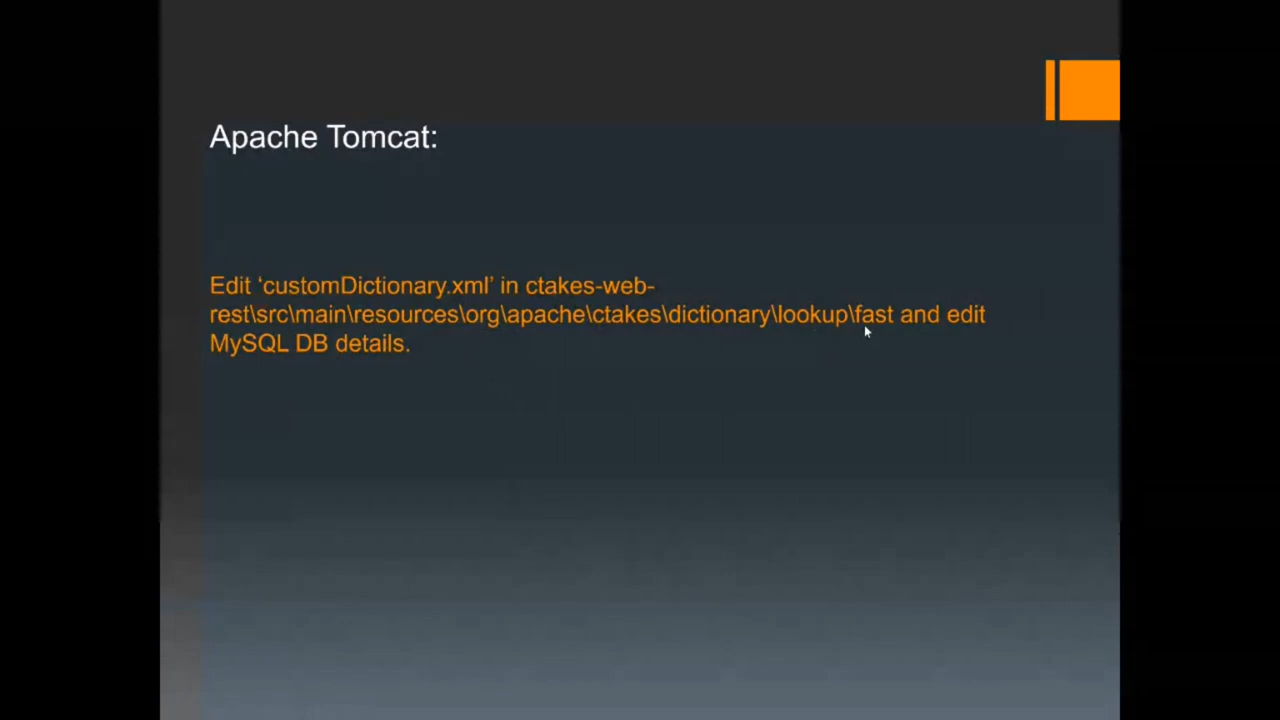 Apache Tomcat:
Edit ‘customDictionary.xml’ in ctakes-web-
rest\src\main\resources\org\apache\ctakes\dictionary\lookup\fast and edit
MySQL DB details.